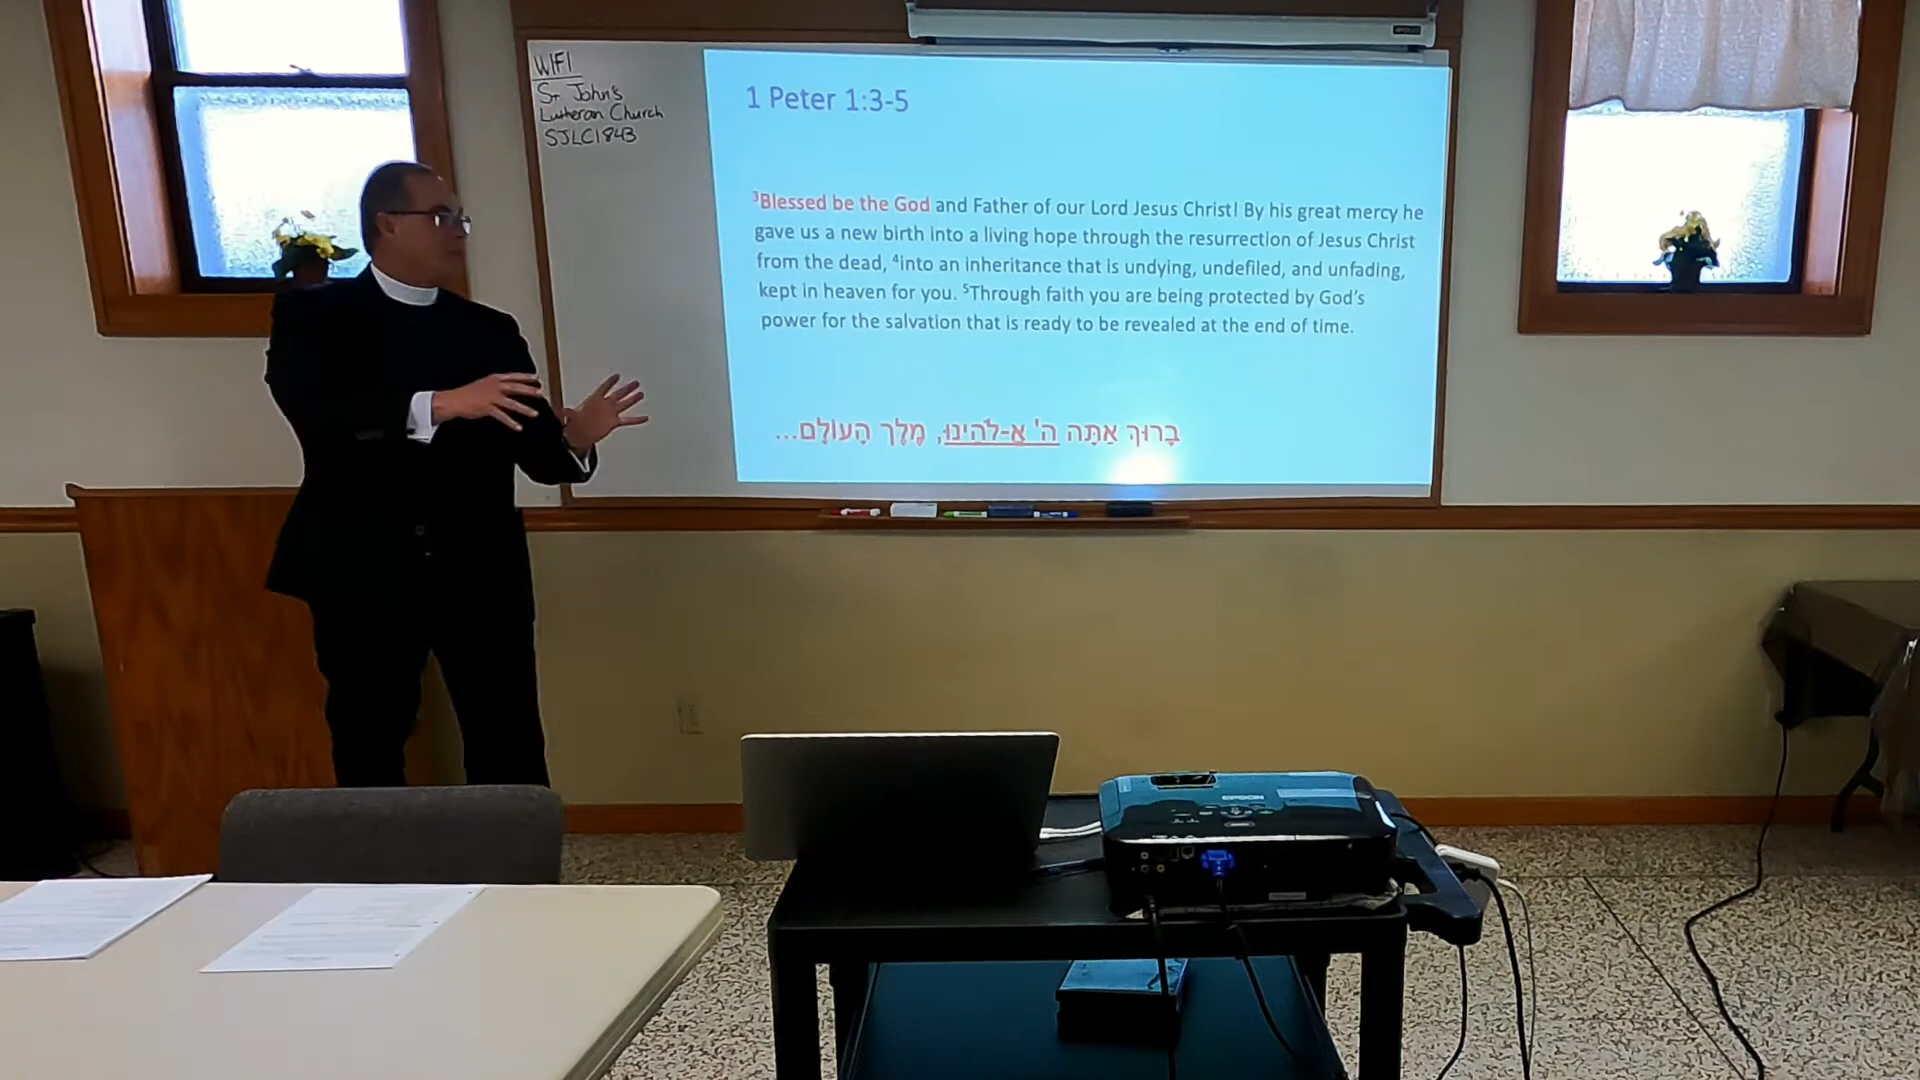 WIFI
St. John's
Lutheran Church
SJLC1843
1 Peter 1:3-5
³Blessed be the God and Father of our Lord Jesus Christ! By his great mercy he
gave us a new birth into a living hope through the resurrection of Jesus Christ
from the dead, ⁴into an inheritance that is undying, undefiled, and unfading,
kept in heaven for you. ⁵Through faith you are being protected by God's
power for the salvation that is ready to be revealed at the end of time.
בָּרוּךְ אַתָּה ה' אֱ-לֹהֵינוּ, מֶלֶךְ הָעוֹלָם...
EPSON